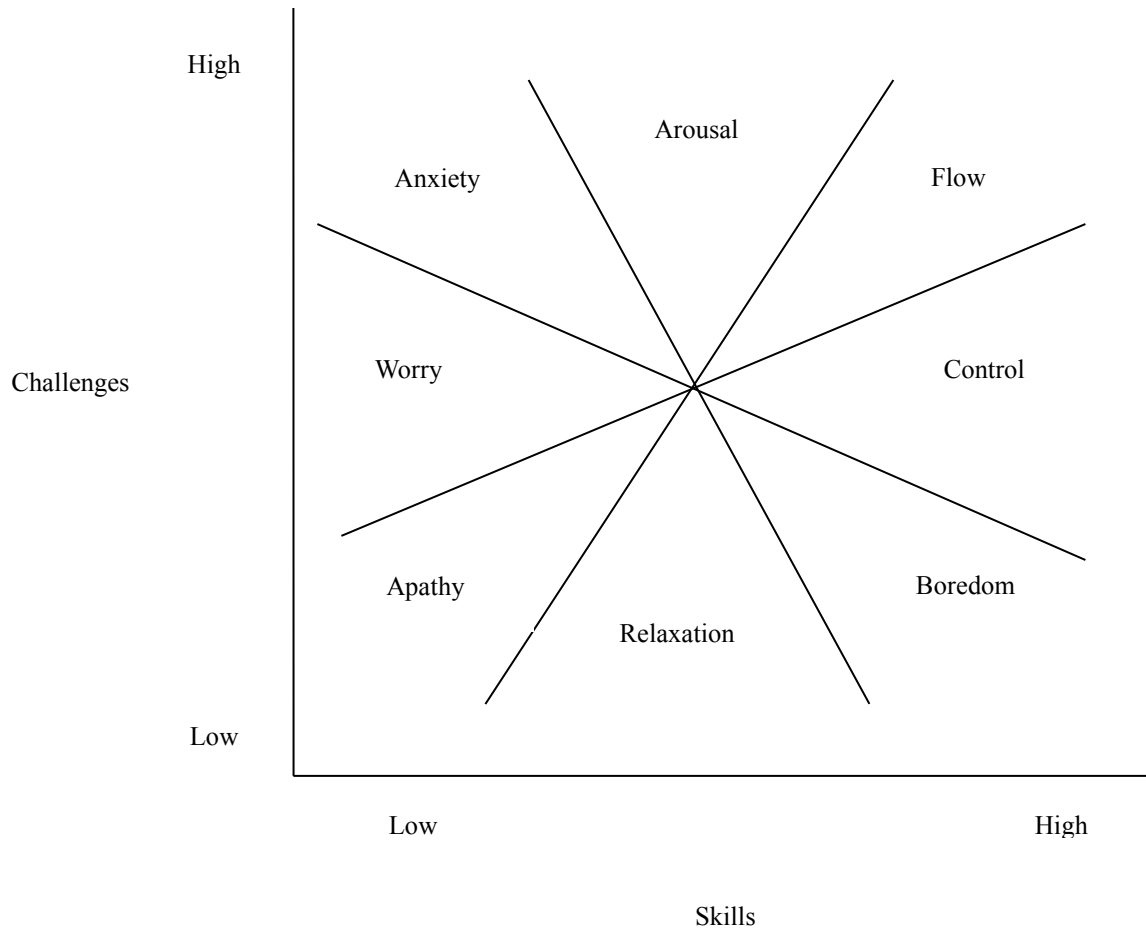 High
Arousal
Anxiety
Flow
Worry
Control
Challenges
Apathy
Boredom
Relaxation
Low
Low
High
Skills